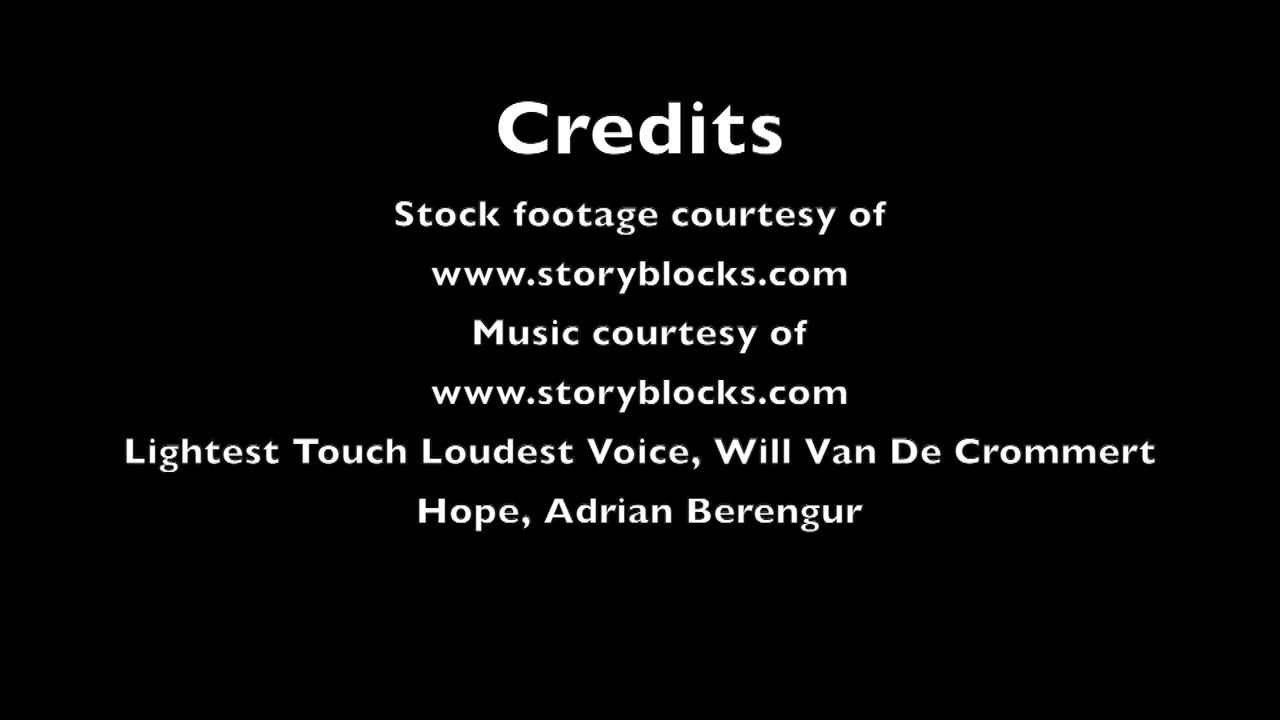 Credits
Stock footage courtesy of
www.storyblocks.com
Music courtesy of
www.storyblocks.com
Lightest Touch Loudest Voice, Will Van De Crommert
Hope, Adrian Berengur